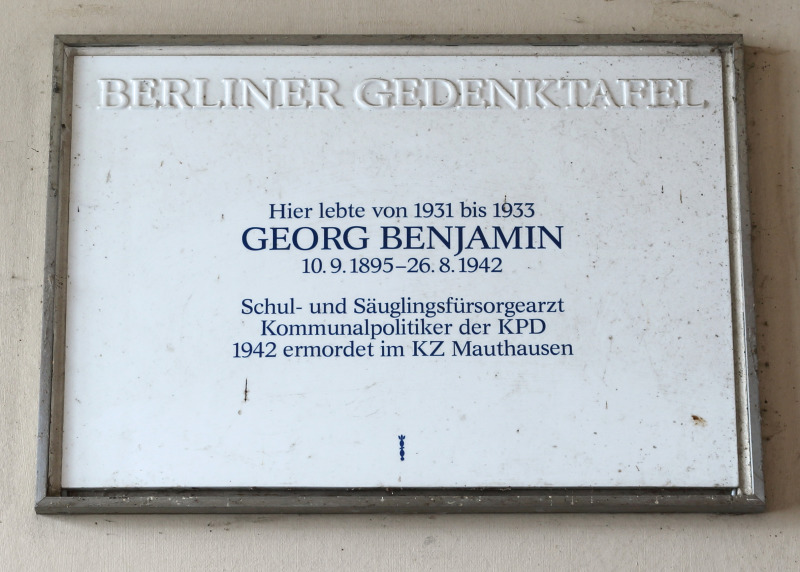 BERLINER GEDENKTAFEL
Hier lebte von 1931 bis 1933
GEORG BENJAMIN
10. 9. 1895–26. 8. 1942
Schul- und Säuglingsfürsorgearzt
Kommunalpolitiker der KPD
1942 ermordet im KZ Mauthausen